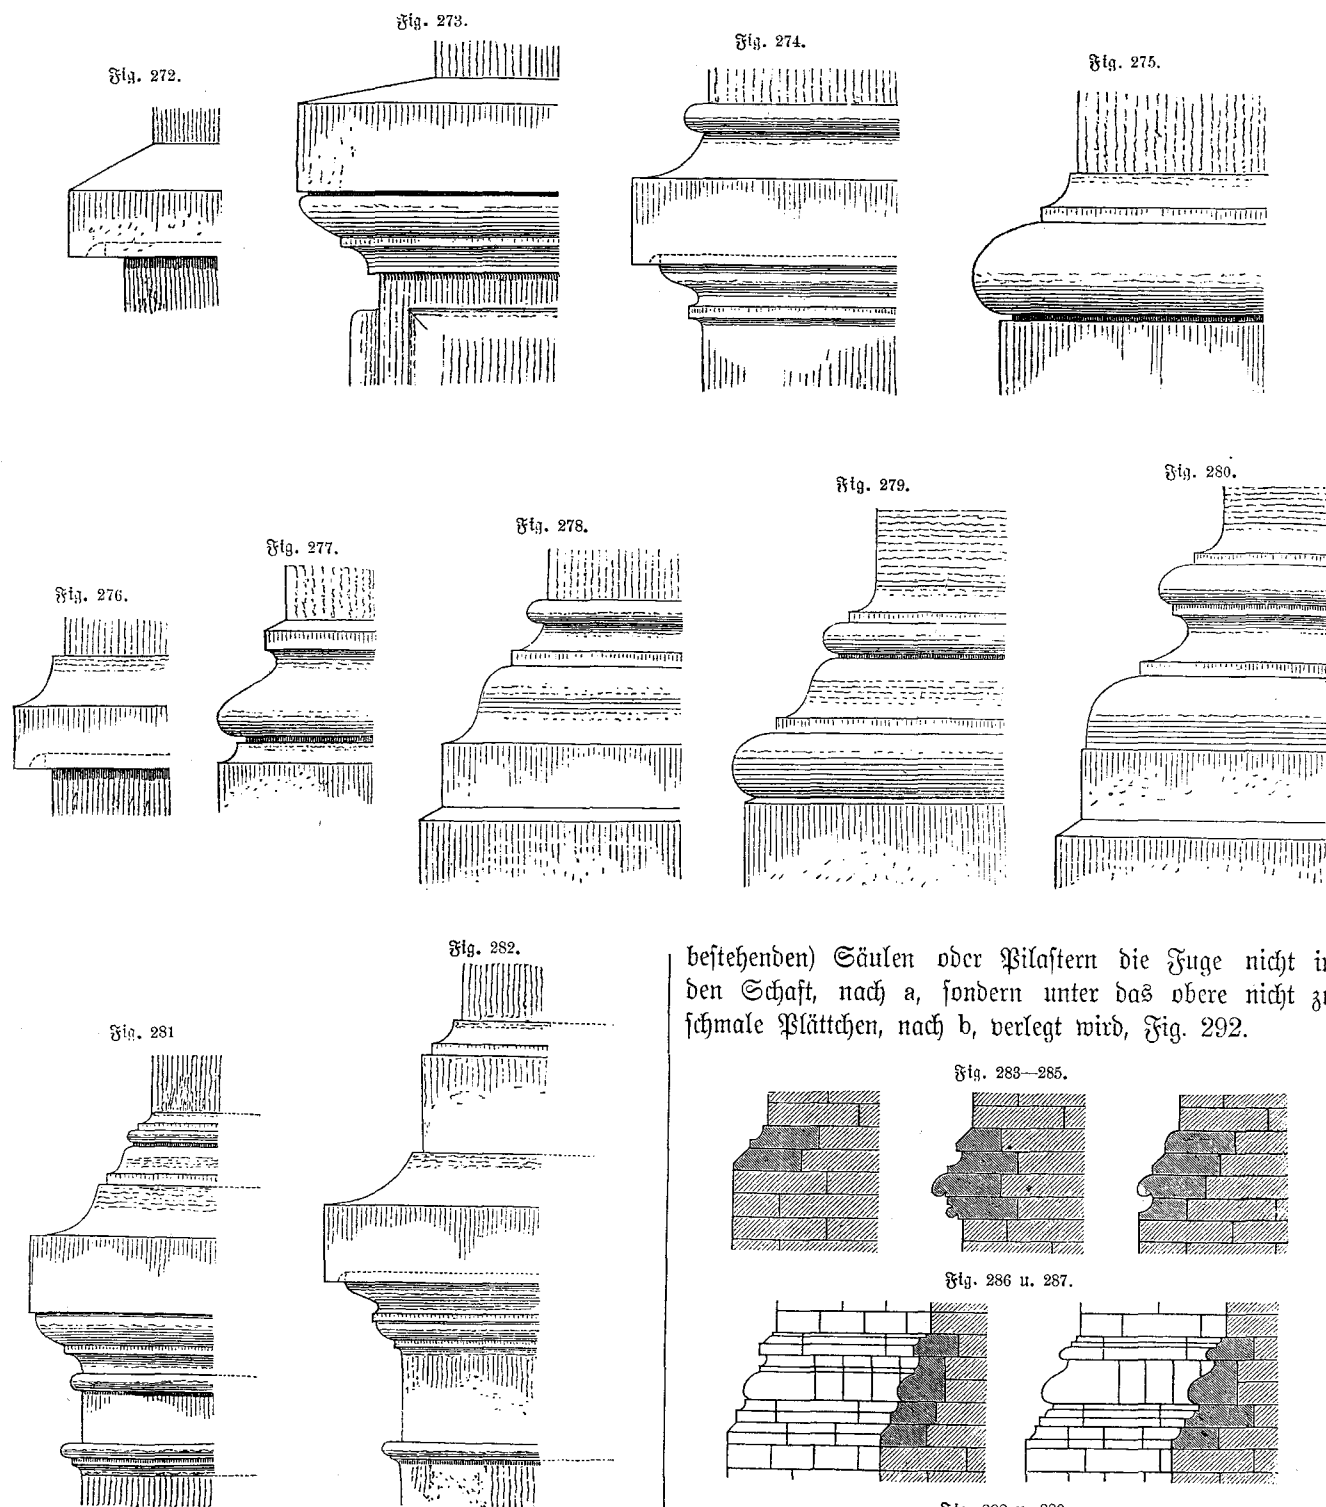 Fig. 272.
Fig. 273.
Fig. 274.
Fig. 275.
Fig. 276.
Fig. 277.
Fig. 278.
Fig. 279.
Fig. 280.
Fig. 281
Fig. 282.
bestehenden) Säulen oder Pilastern die Fuge nicht in
den Schaft, nach a, sondern unter das obere nicht zu
schmale Plättchen, nach b, verlegt wird, Fig. 292.
Fig. 283—285.
Fig. 286 u. 287.